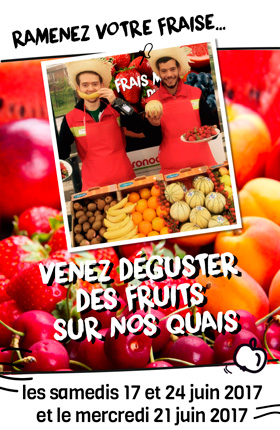 RAMENEZ VOTRE FRAISE...
FRAIS M
VENEZ DÉGUSTER
DES FRUITS
SUR NOS QUAIS
les samedis 17 et 24 juin 2017
et le mercredi 21 juin 2017